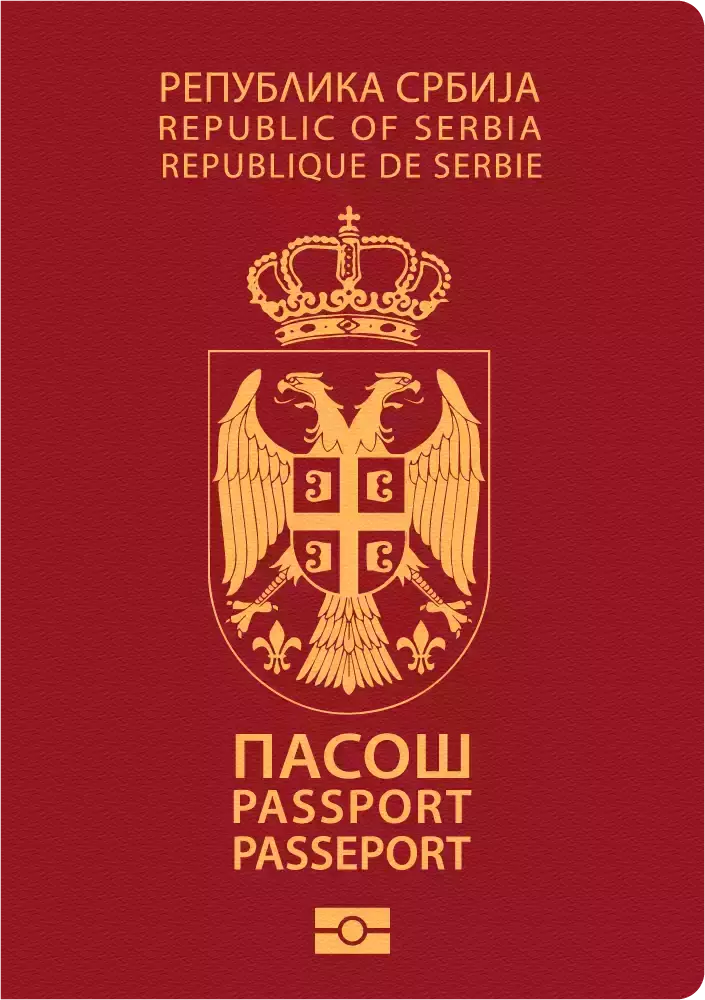 РЕПУБЛИКА СРБИЈА
REPUBLIC OF SERBIA
REPUBLIQUE DE SERBIE
ПАСОШ
PASSPORT
PASSEPORT